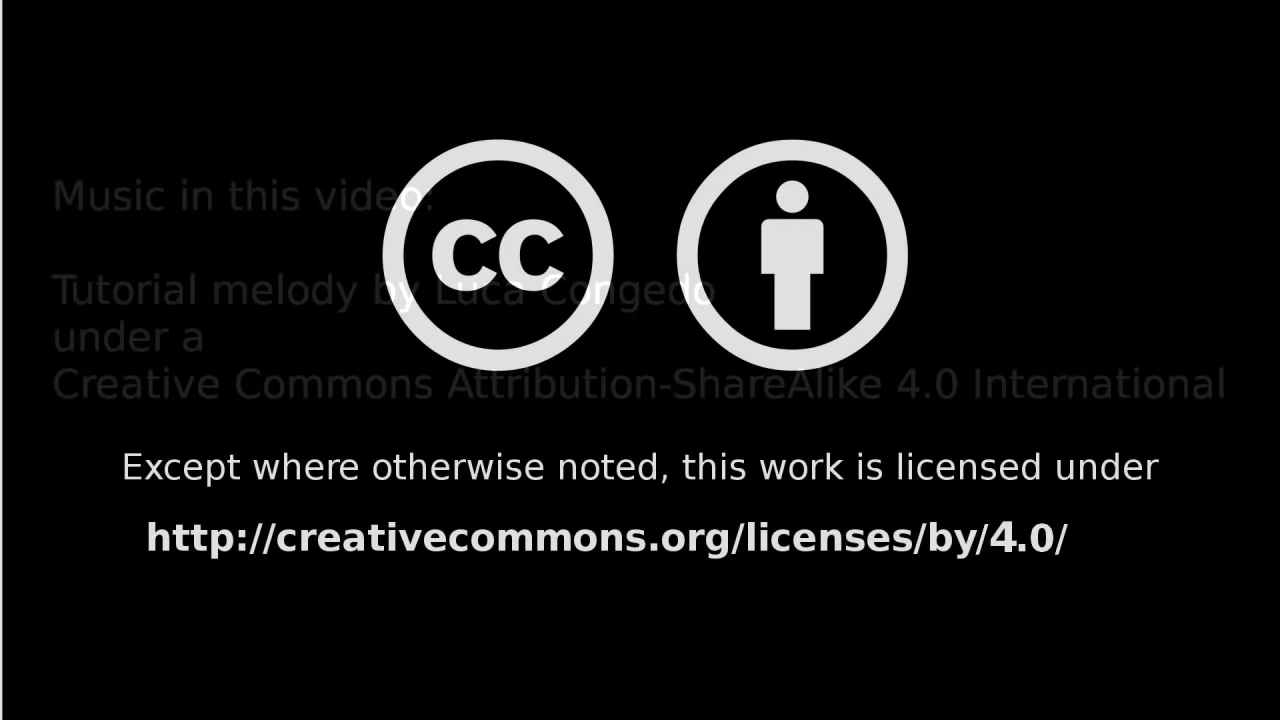 Music in this video:
cc
Tutorial melody by Luca Congedo
under a
Creative Commons Attribution-ShareAlike 4.0 International
Except where otherwise noted, this work is licensed under
http://creativecommons.org/licenses/by/4.0/